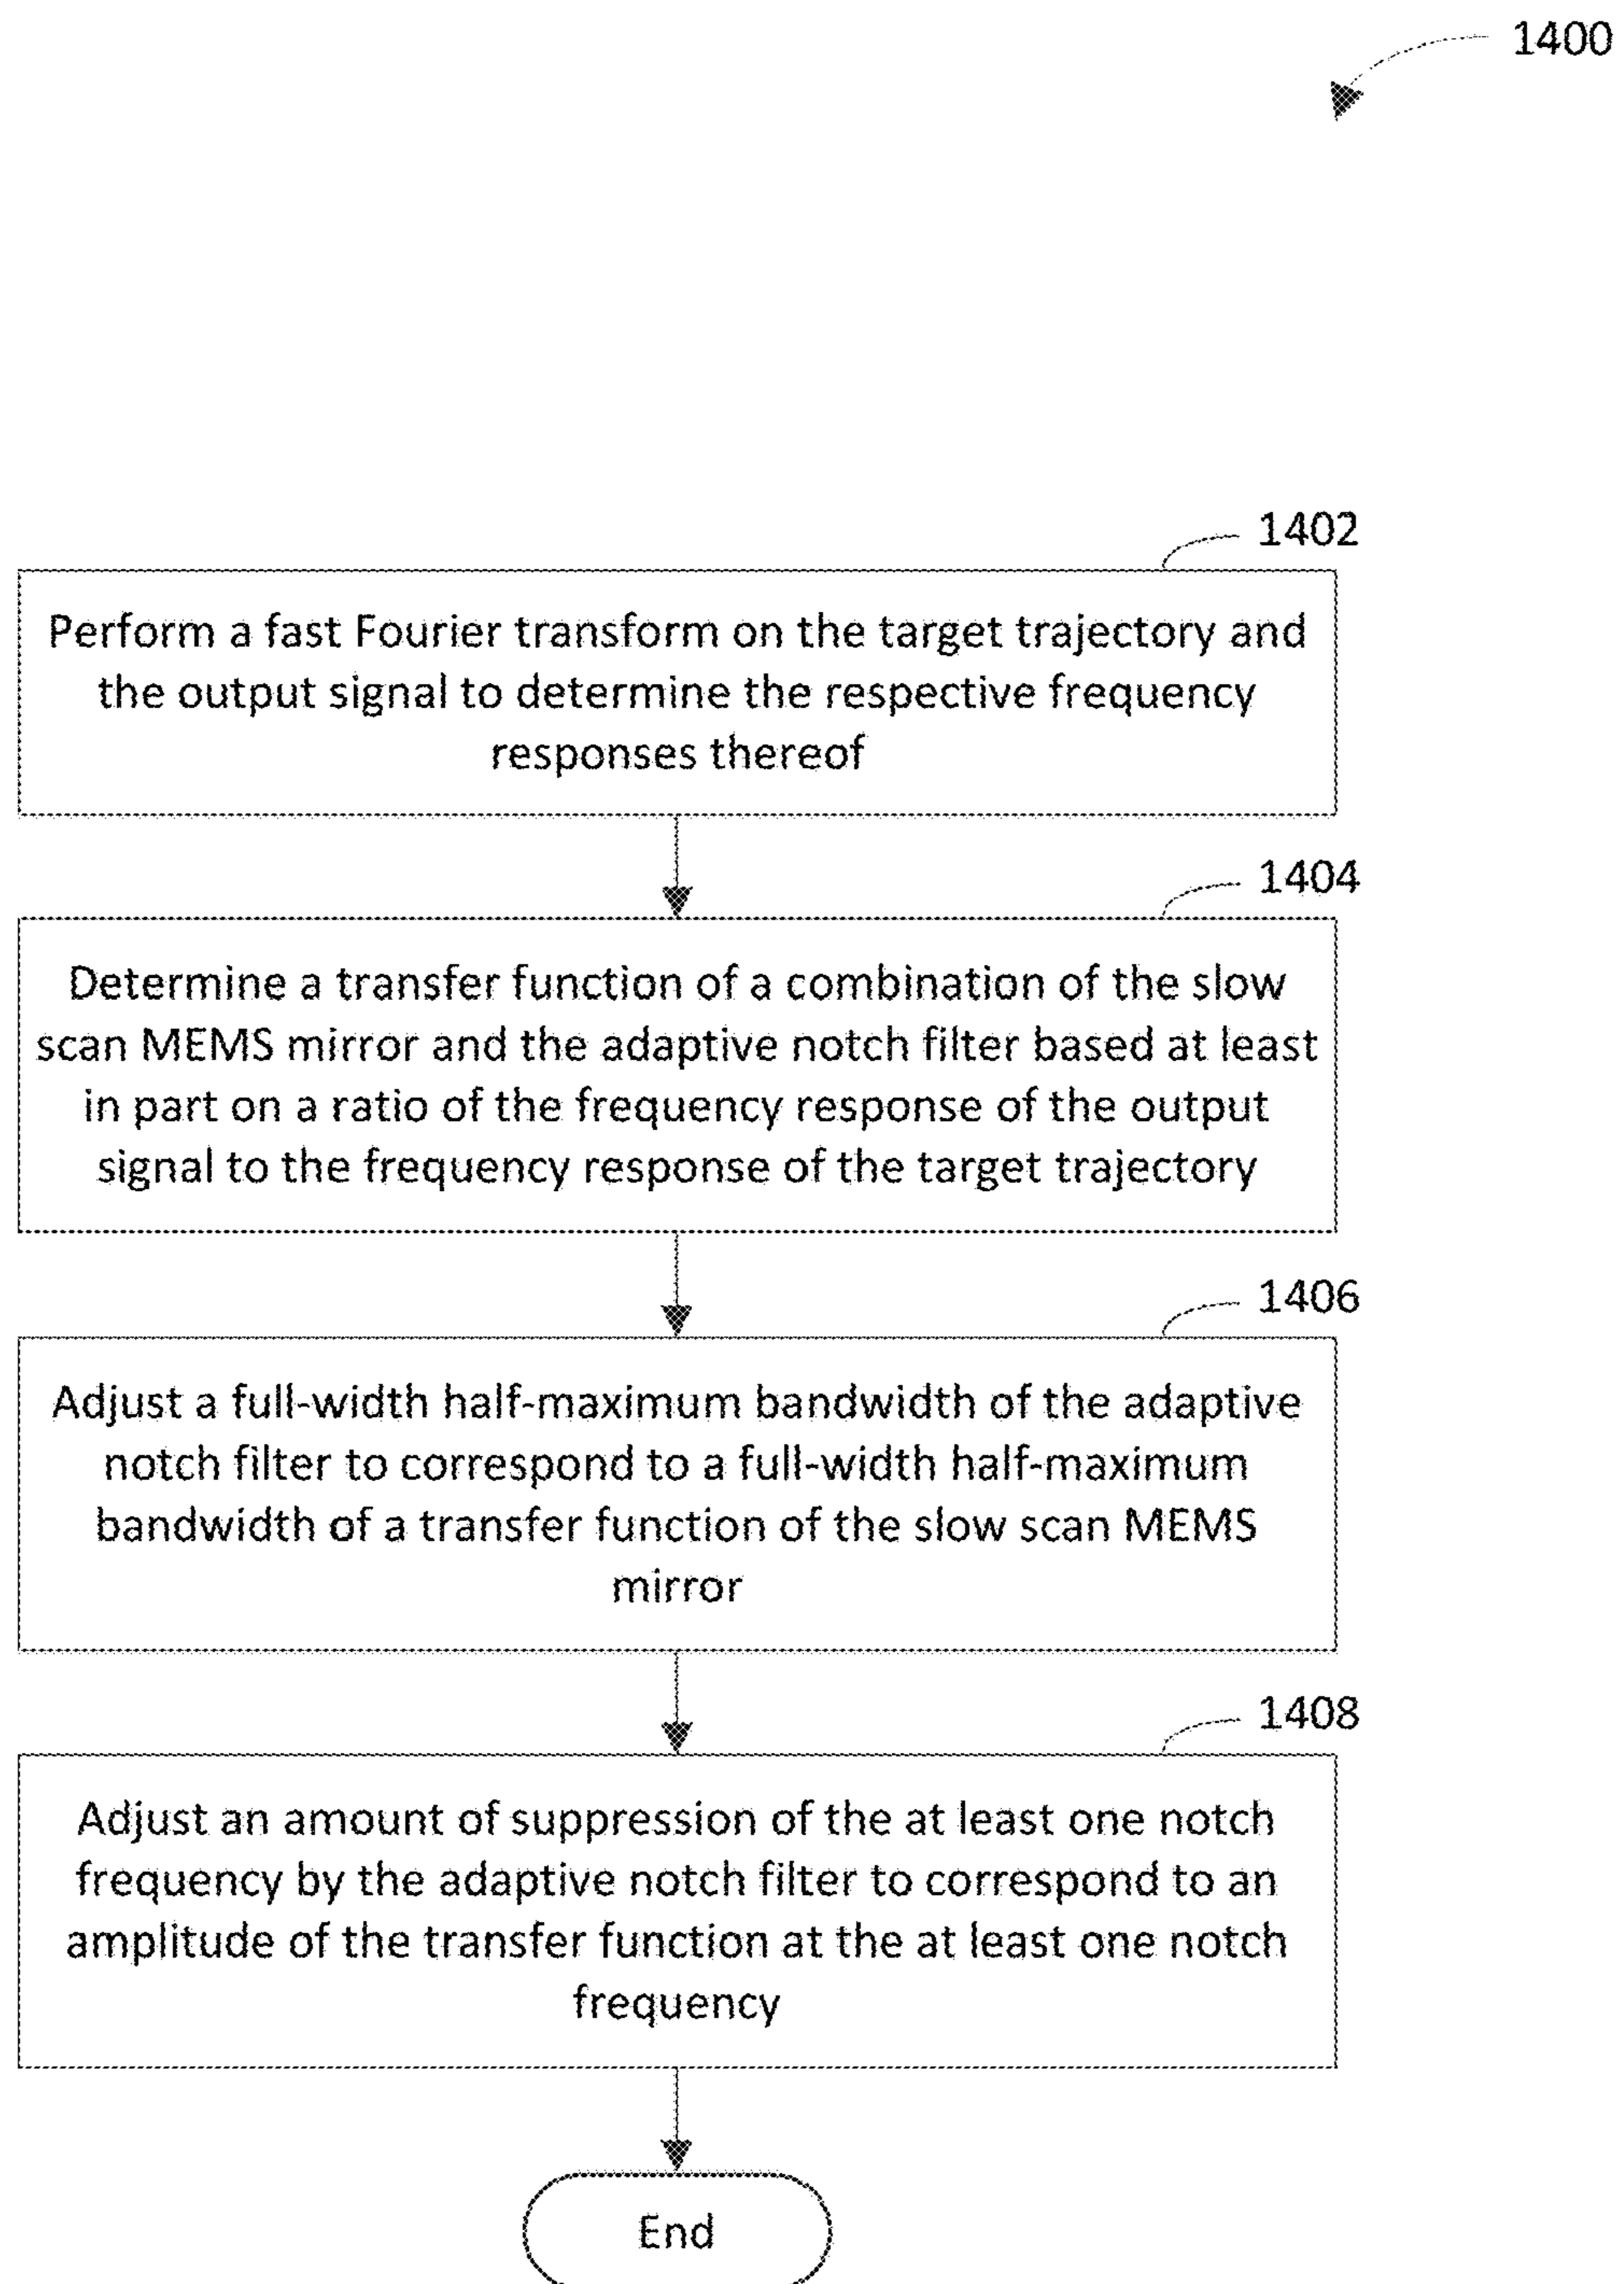 1400
1402
Perform a fast Fourier transform on the target trajectory and
the output signal to determine the respective frequency
responses thereof
1404
Determine a transfer function of a combination of the slow
scan MEMS mirror and the adaptive notch filter based at least
in part on a ratio of the frequency response of the output
signal to the frequency response of the target trajectory
1406
Adjust a full-width half-maximum bandwidth of the adaptive
notch filter to correspond to a full-width half-maximum
bandwidth of a transfer function of the slow scan MEMS
mirror
1408
Adjust an amount of suppression of the at least one notch
frequency by the adaptive notch filter to correspond to an
amplitude of the transfer function at the at least one notch
frequency
End